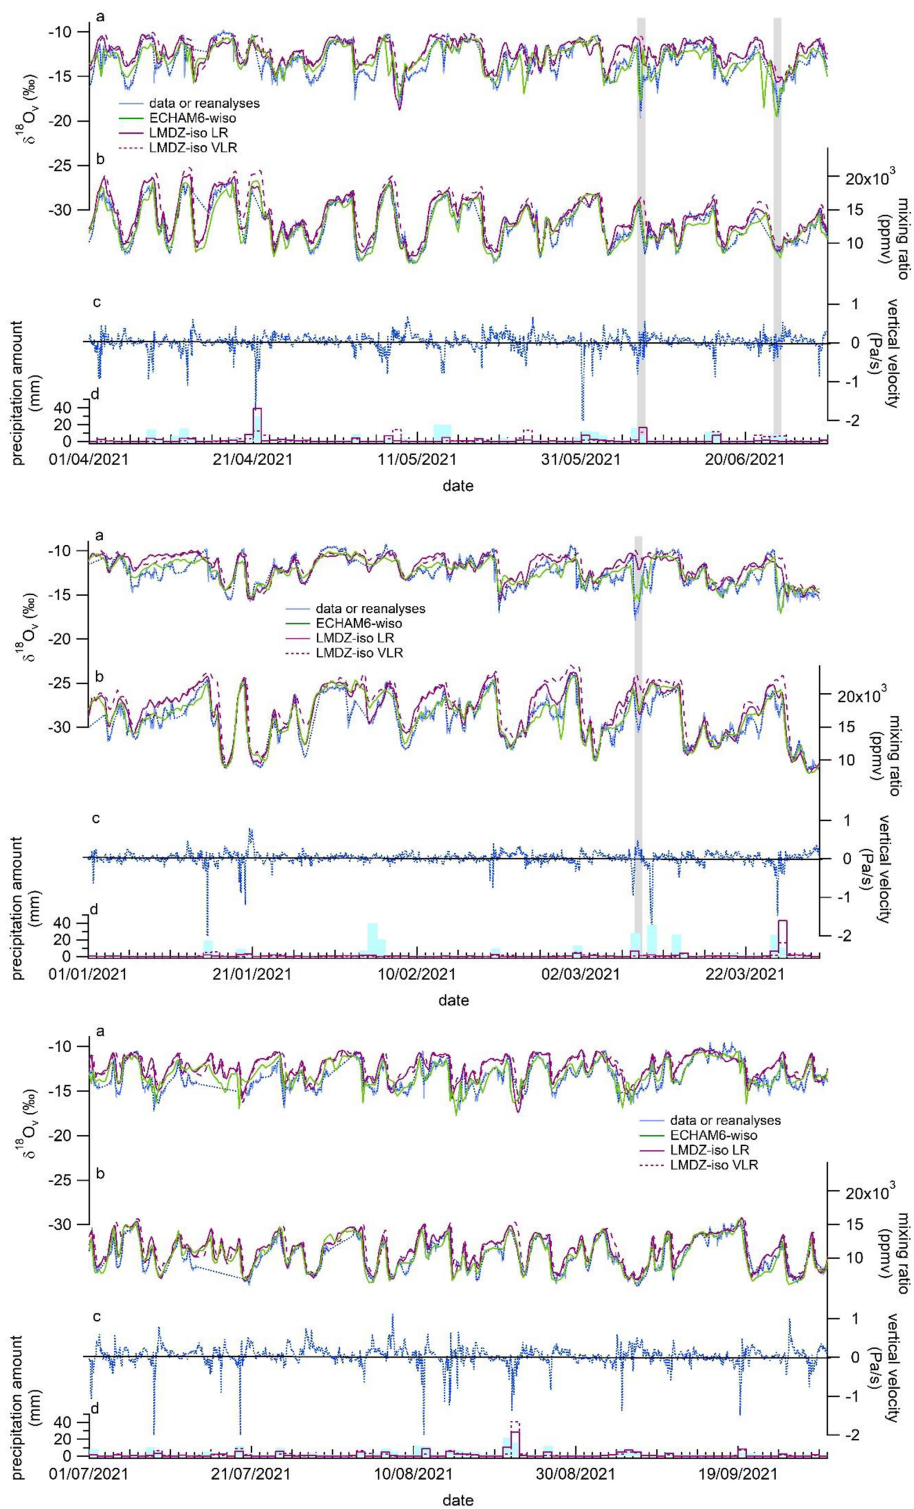 a
-10
-15
-20
-25
-30
δ18Ov (‰)
data or reanalyses
ECHAM6-wiso
LMDZ-iso LR
LMDZ-iso VLR
b
20x10³
15
10
mixing ratio
(ppmv)
c
1
0
-1
-2
vertical velocity
(Pa/s)
d
40
20
0
precipitation amount
(mm)
01/04/2021 21/04/2021 11/05/2021 31/05/2021 20/06/2021
date
a
-10
-15
-20
-25
-30
δ18Ov (‰)
data or reanalyses
ECHAM6-wiso
LMDZ-iso LR
LMDZ-iso VLR
b
20x10³
15
10
mixing ratio
(ppmv)
c
1
0
-1
-2
vertical velocity
(Pa/s)
d
40
20
0
precipitation amount
(mm)
01/01/2021 21/01/2021 10/02/2021 02/03/2021 22/03/2021
date
a
-10
-15
-20
-25
-30
δ18Ov (‰)
data or reanalyses
ECHAM6-wiso
LMDZ-iso LR
LMDZ-iso VLR
b
20x10³
15
10
mixing ratio
(ppmv)
c
1
0
-1
-2
vertical velocity
(Pa/s)
d
40
20
0
precipitation amount
(mm)
01/07/2021 21/07/2021 10/08/2021 30/08/2021 19/09/2021
date